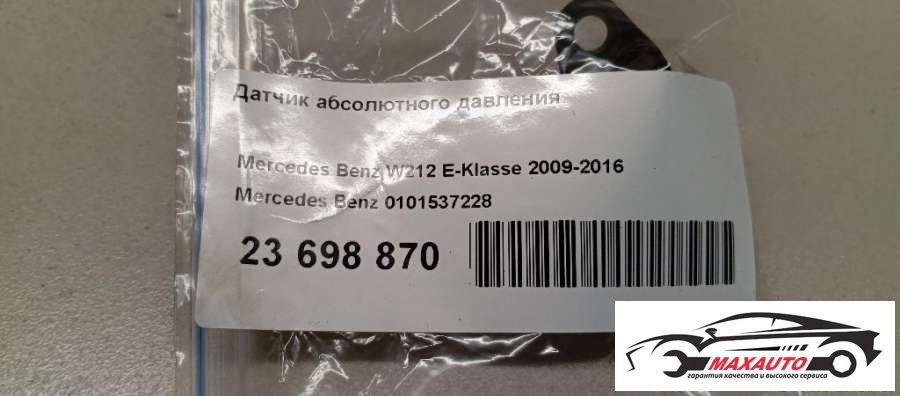 Датчик абсолютного давления
Mercedes Benz W212 E-Klasse 2009-2016
Mercedes Benz 0101537228
23 698 870
MAXAUTO
гарантия качества и высокого сервиса